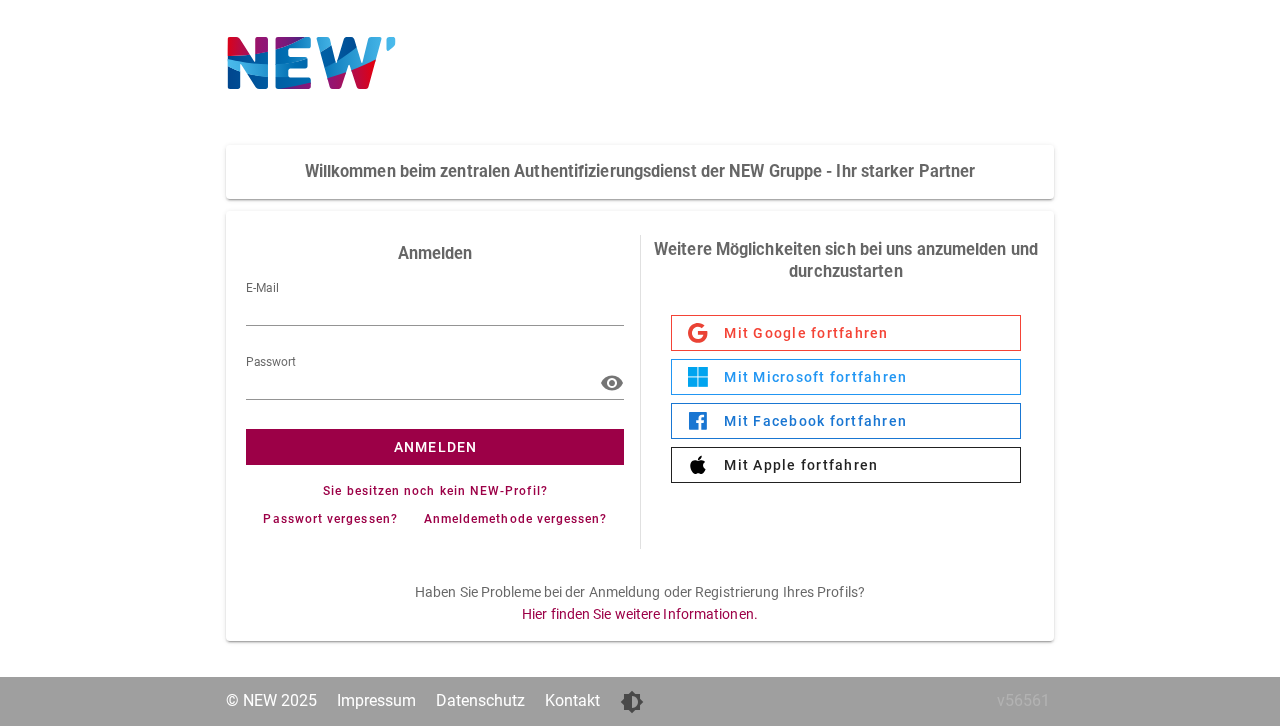 NEW'
Willkommen beim zentralen Authentifizierungsdienst der NEW Gruppe - Ihr starker Partner
Anmelden
E-Mail
Passwort
ANMELDEN
Sie besitzen noch kein NEW-Profil?
Passwort vergessen? Anmeldemethode vergessen?
Weitere Möglichkeiten sich bei uns anzumelden und
durchzustarten
Mit Google fortfahren
Mit Microsoft fortfahren
Mit Facebook fortfahren
Mit Apple fortfahren
Haben Sie Probleme bei der Anmeldung oder Registrierung Ihres Profils?
Hier finden Sie weitere Informationen.
© NEW 2025 Impressum Datenschutz Kontakt v56561